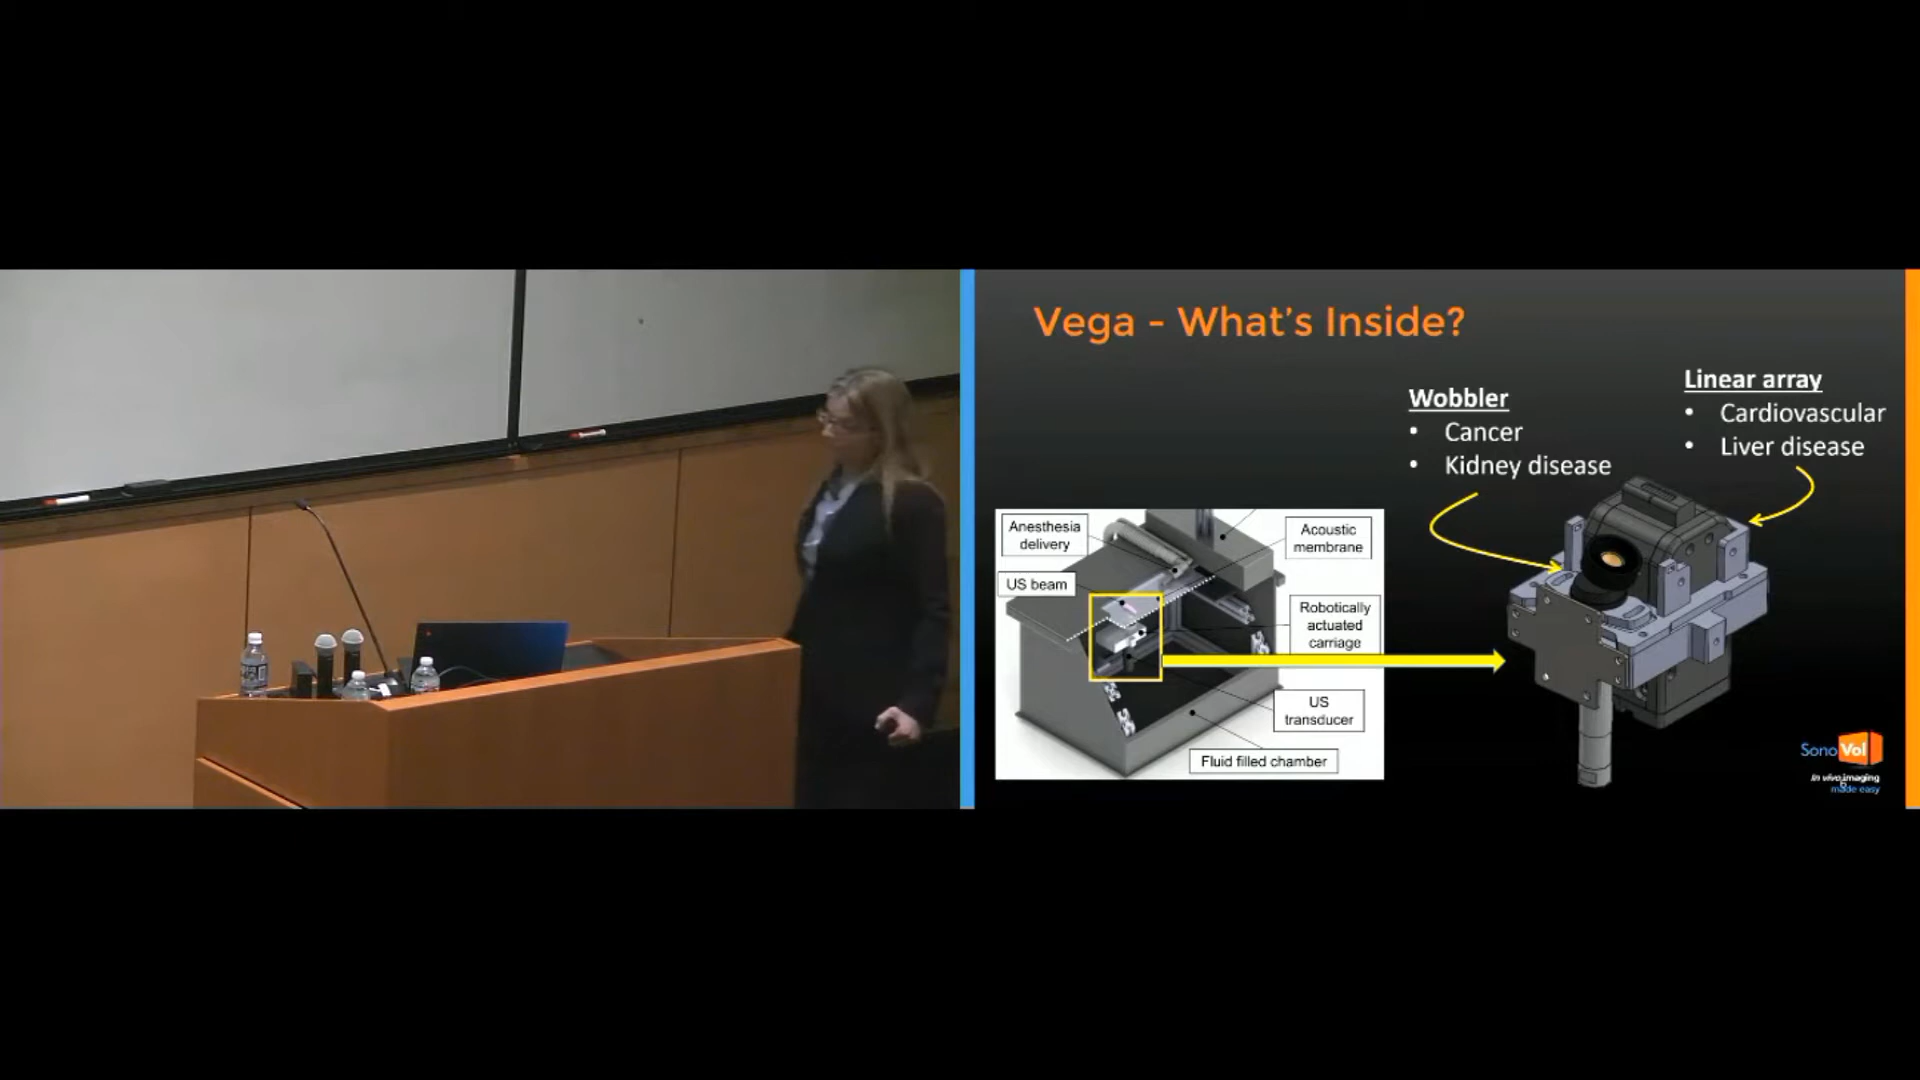 Vega - What's Inside?
Wobbler
• Cancer
• Kidney disease
Linear array
• Cardiovascular
• Liver disease
Anesthesia
delivery
Acoustic
membrane
US beam
Robotically
actuated
carriage
US
transducer
Fluid filled chamber
SonoVol
In vivo imaging
made easy
6